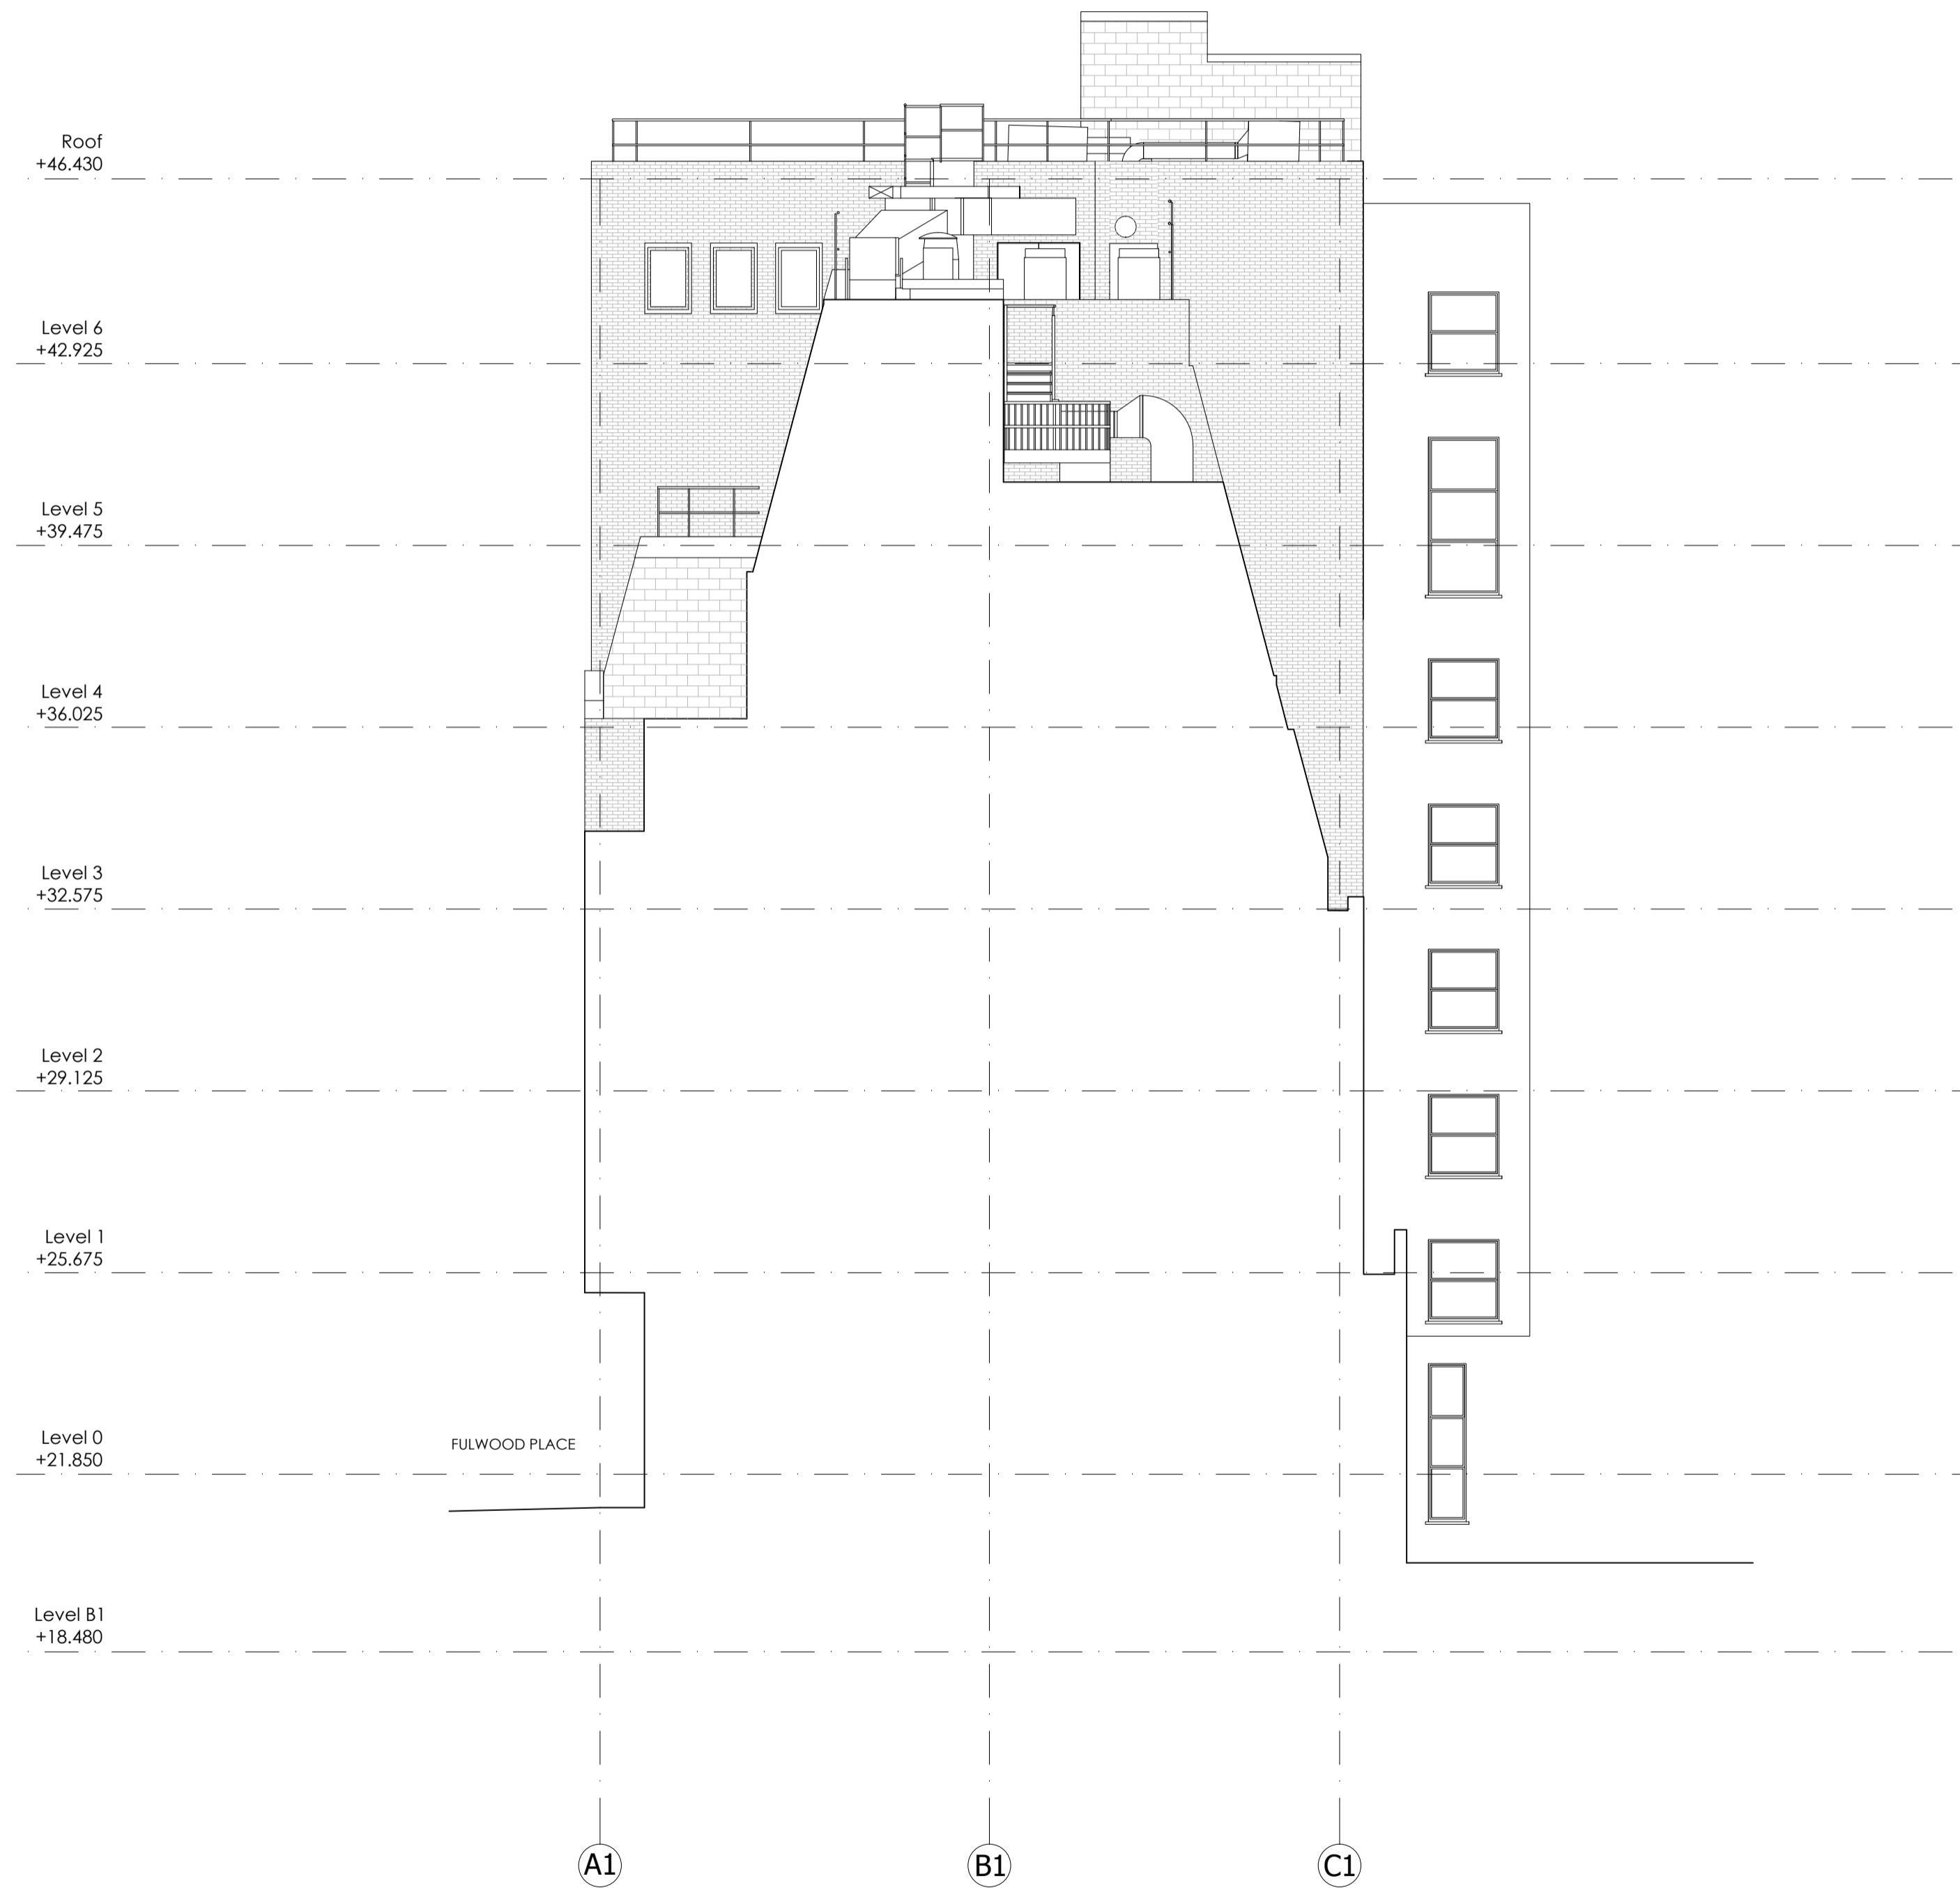 Roof
+46.430
Level 6
+42.925
Level 5
+39.475
Level 4
+36.025
Level 3
+32.575
Level 2
+29.125
Level 1
+25.675
Level 0
+21.850
FULWOOD PLACE
Level B1
+18.480
A1
B1
C1